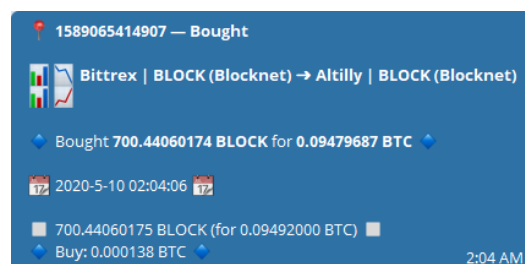 1589065414907 — Bought
Bittrex | BLOCK (Blocknet) → Altilly | BLOCK (Blocknet)
Bought 700.44060174 BLOCK for 0.09479687 BTC
2020-5-10 02:04:06
700.44060175 BLOCK (for 0.09492000 BTC)
Buy: 0.000138 BTC
2:04 AM